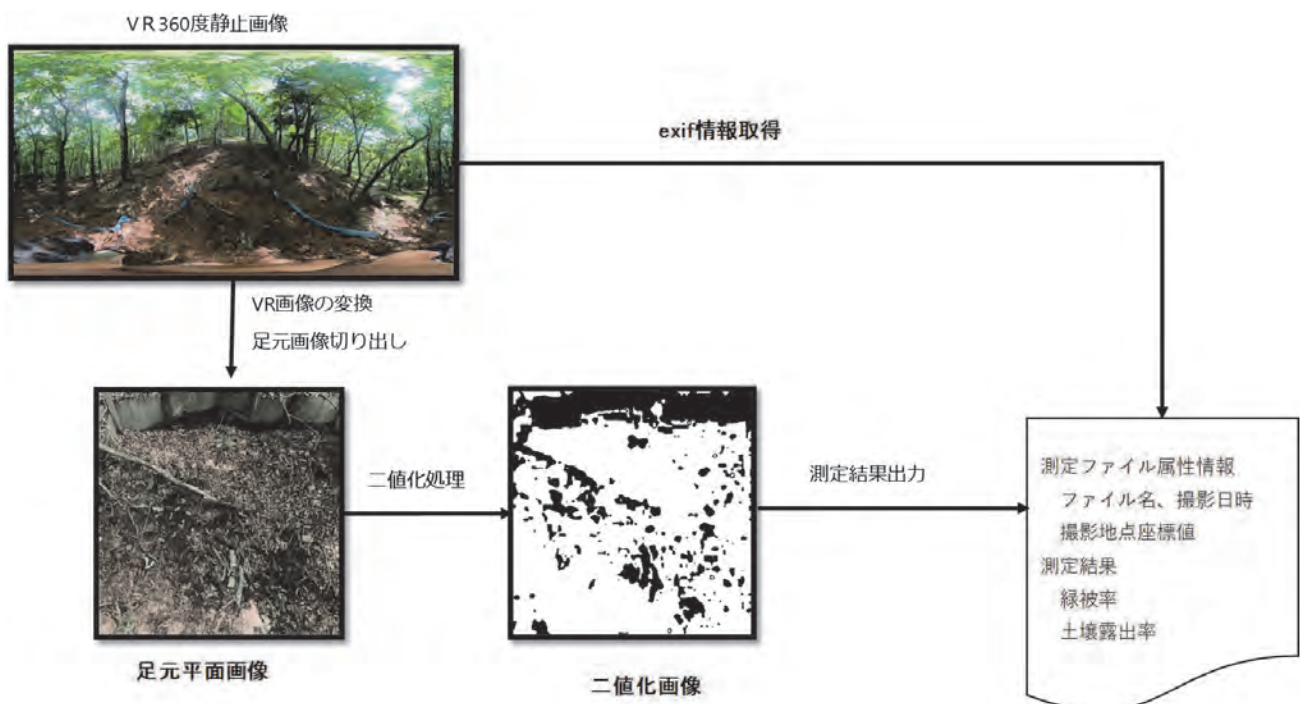 VR360度静止画像
exif情報取得
VR画像の変換
足元画像切り出し
二値化処理
測定結果出力
測定ファイル属性情報
ファイル名、撮影日時
撮影地点座標値
測定結果
緑被率
土壌露出率
足元平面画像
二値化画像